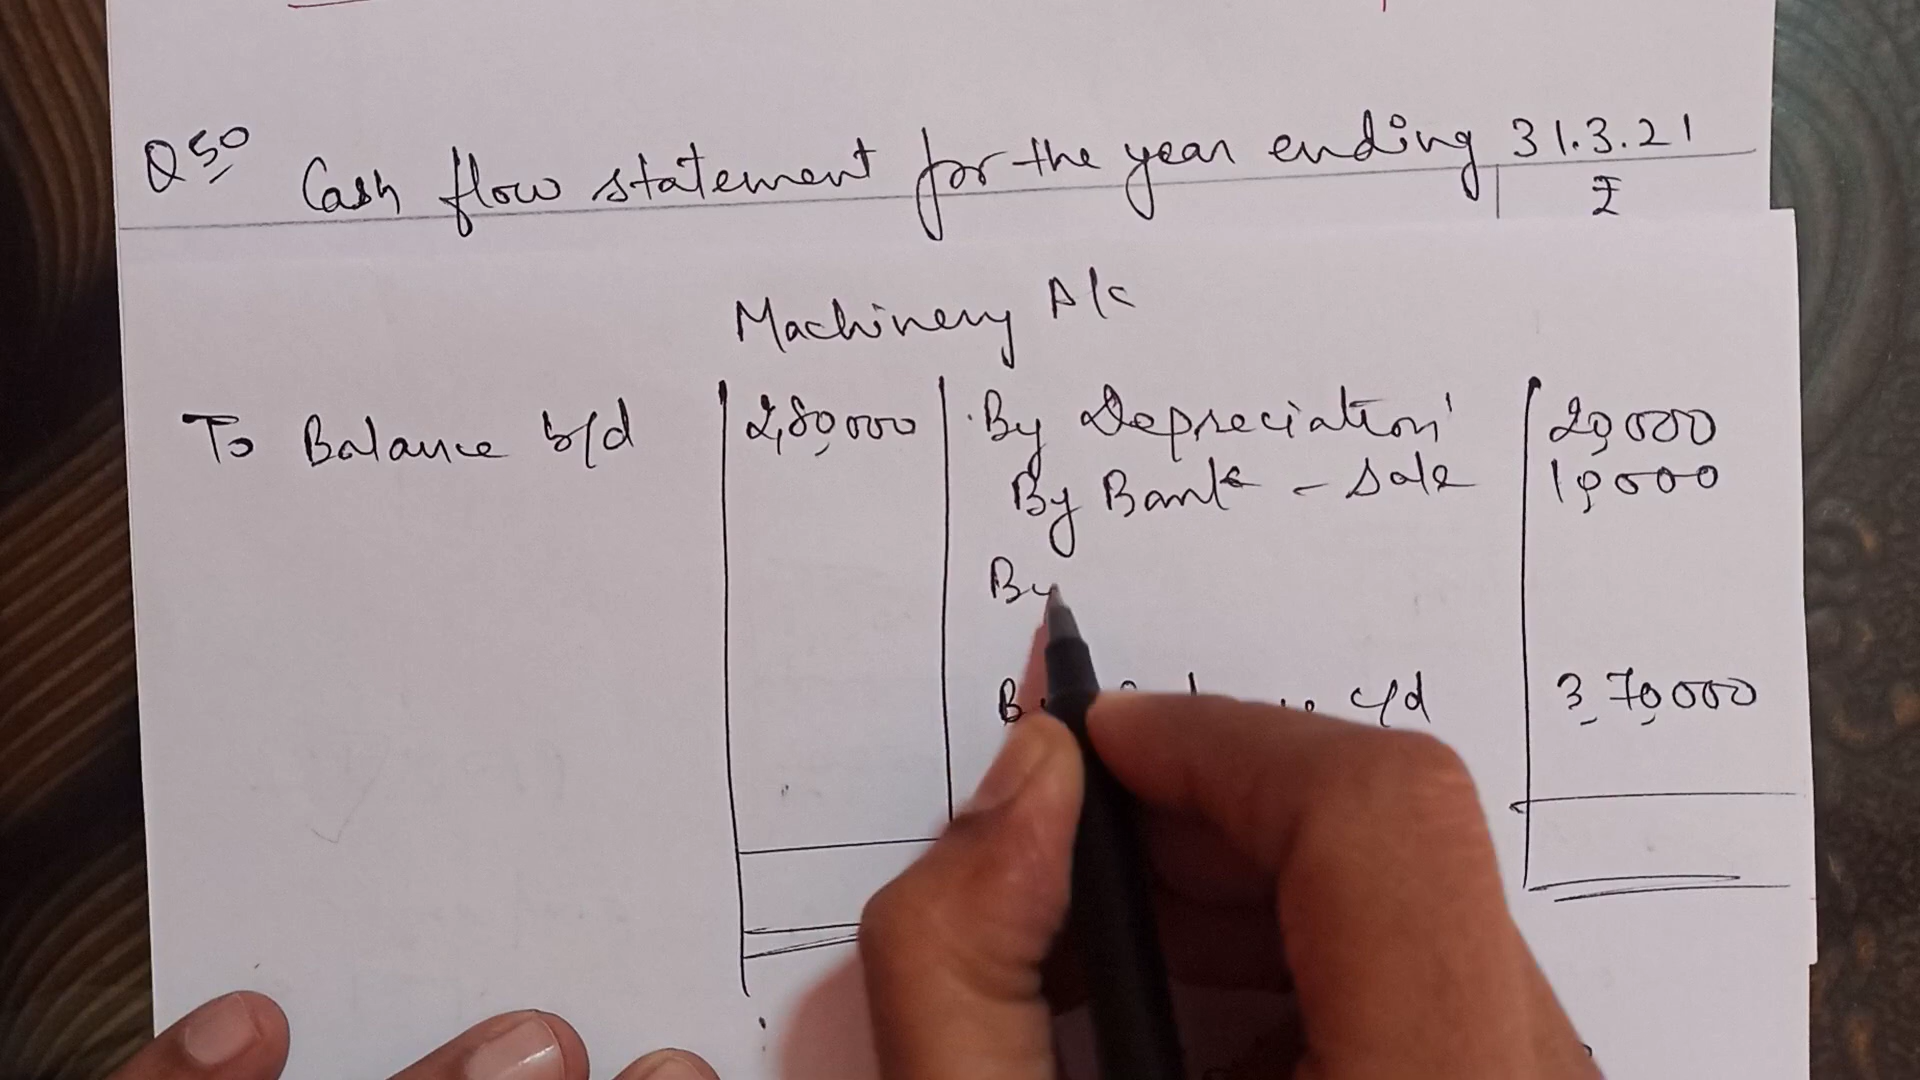 Q 50 Cash flow statement for the year ending 31.3.21
₹
Machinery A/c
To Balance b/d 2,80,000 By Depreciation 20,000
By Bank - Sale 10,000
By
c/d 3,70,000